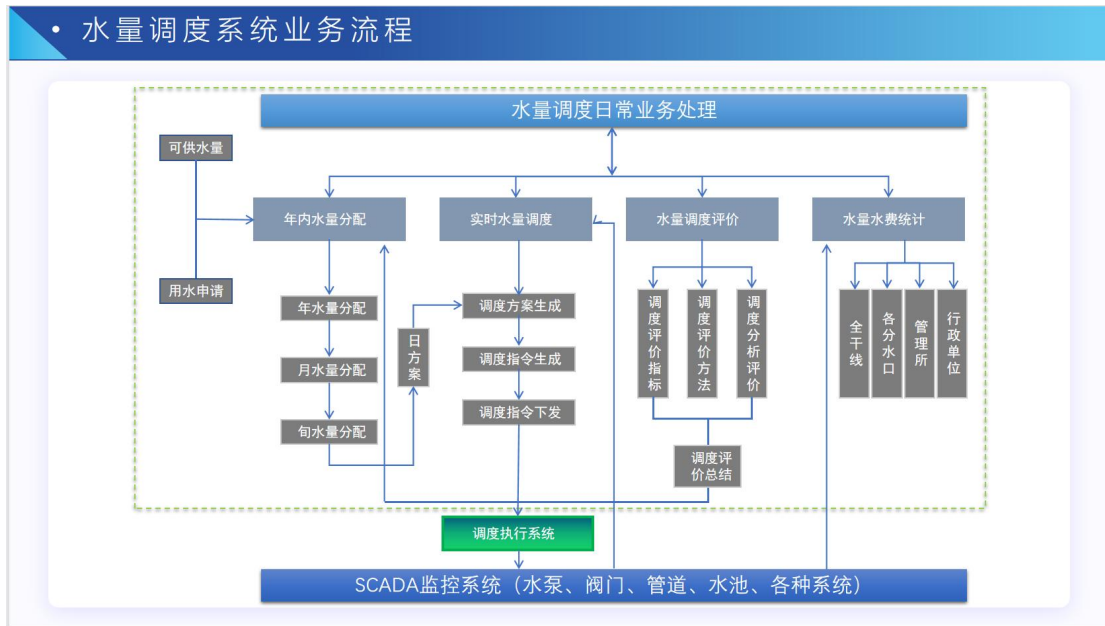 • 水量调度系统业务流程
水量调度日常业务处理
可供水量
用水申请
年内水量分配
实时水量调度
水量调度评价
水量水费统计
年水量分配
月水量分配
旬水量分配
日方案
调度方案生成
调度指令生成
调度指令下发
调度评价指标
调度评价方法
调度分析评价
全干线
各分水口
管理所
行政单位
调度评
价总结
调度执行系统
SCADA监控系统（水泵、阀门、管道、水池、各种系统）